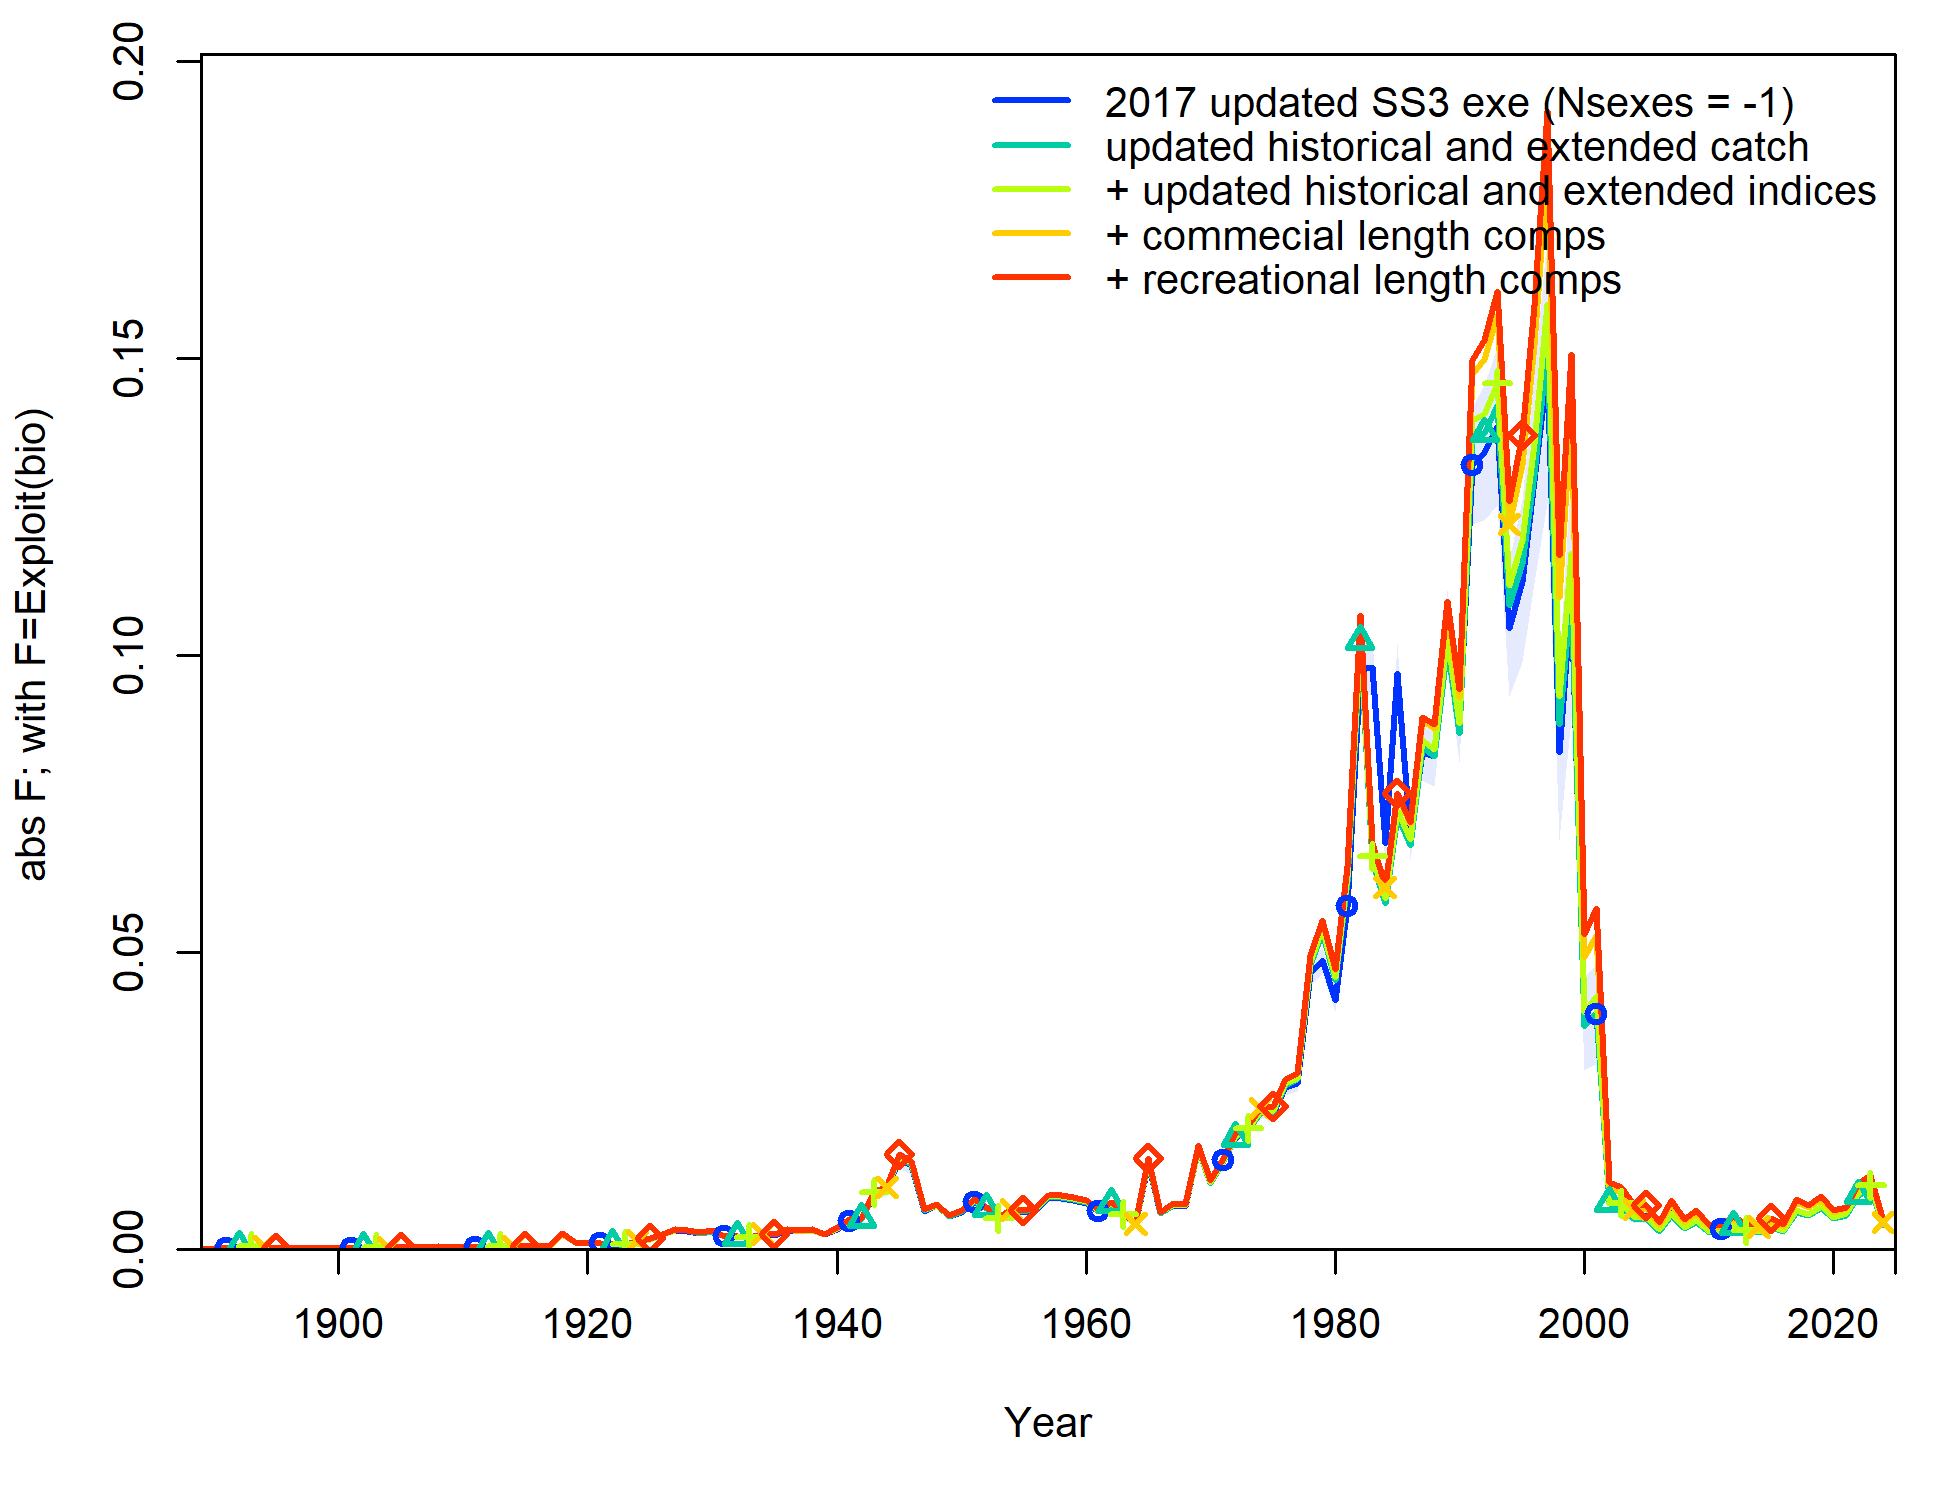 2017 updated SS3 exe (Nsexes = -1)
updated historical and extended catch
+ updated historical and extended indices
+ commecial length comps
+ recreational length comps
abs F; with F=Exploit(bio)
0.20
0.15
0.10
0.05
0.00
1900 1920 1940 1960 1980 2000 2020
Year